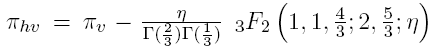 π_{hv} = π_v − \frac{η}{Γ(\frac{2}{3})Γ(\frac{1}{3})} {}_3F_2 \left( 1, 1, \frac{4}{3}; 2, \frac{5}{3}; η \right)